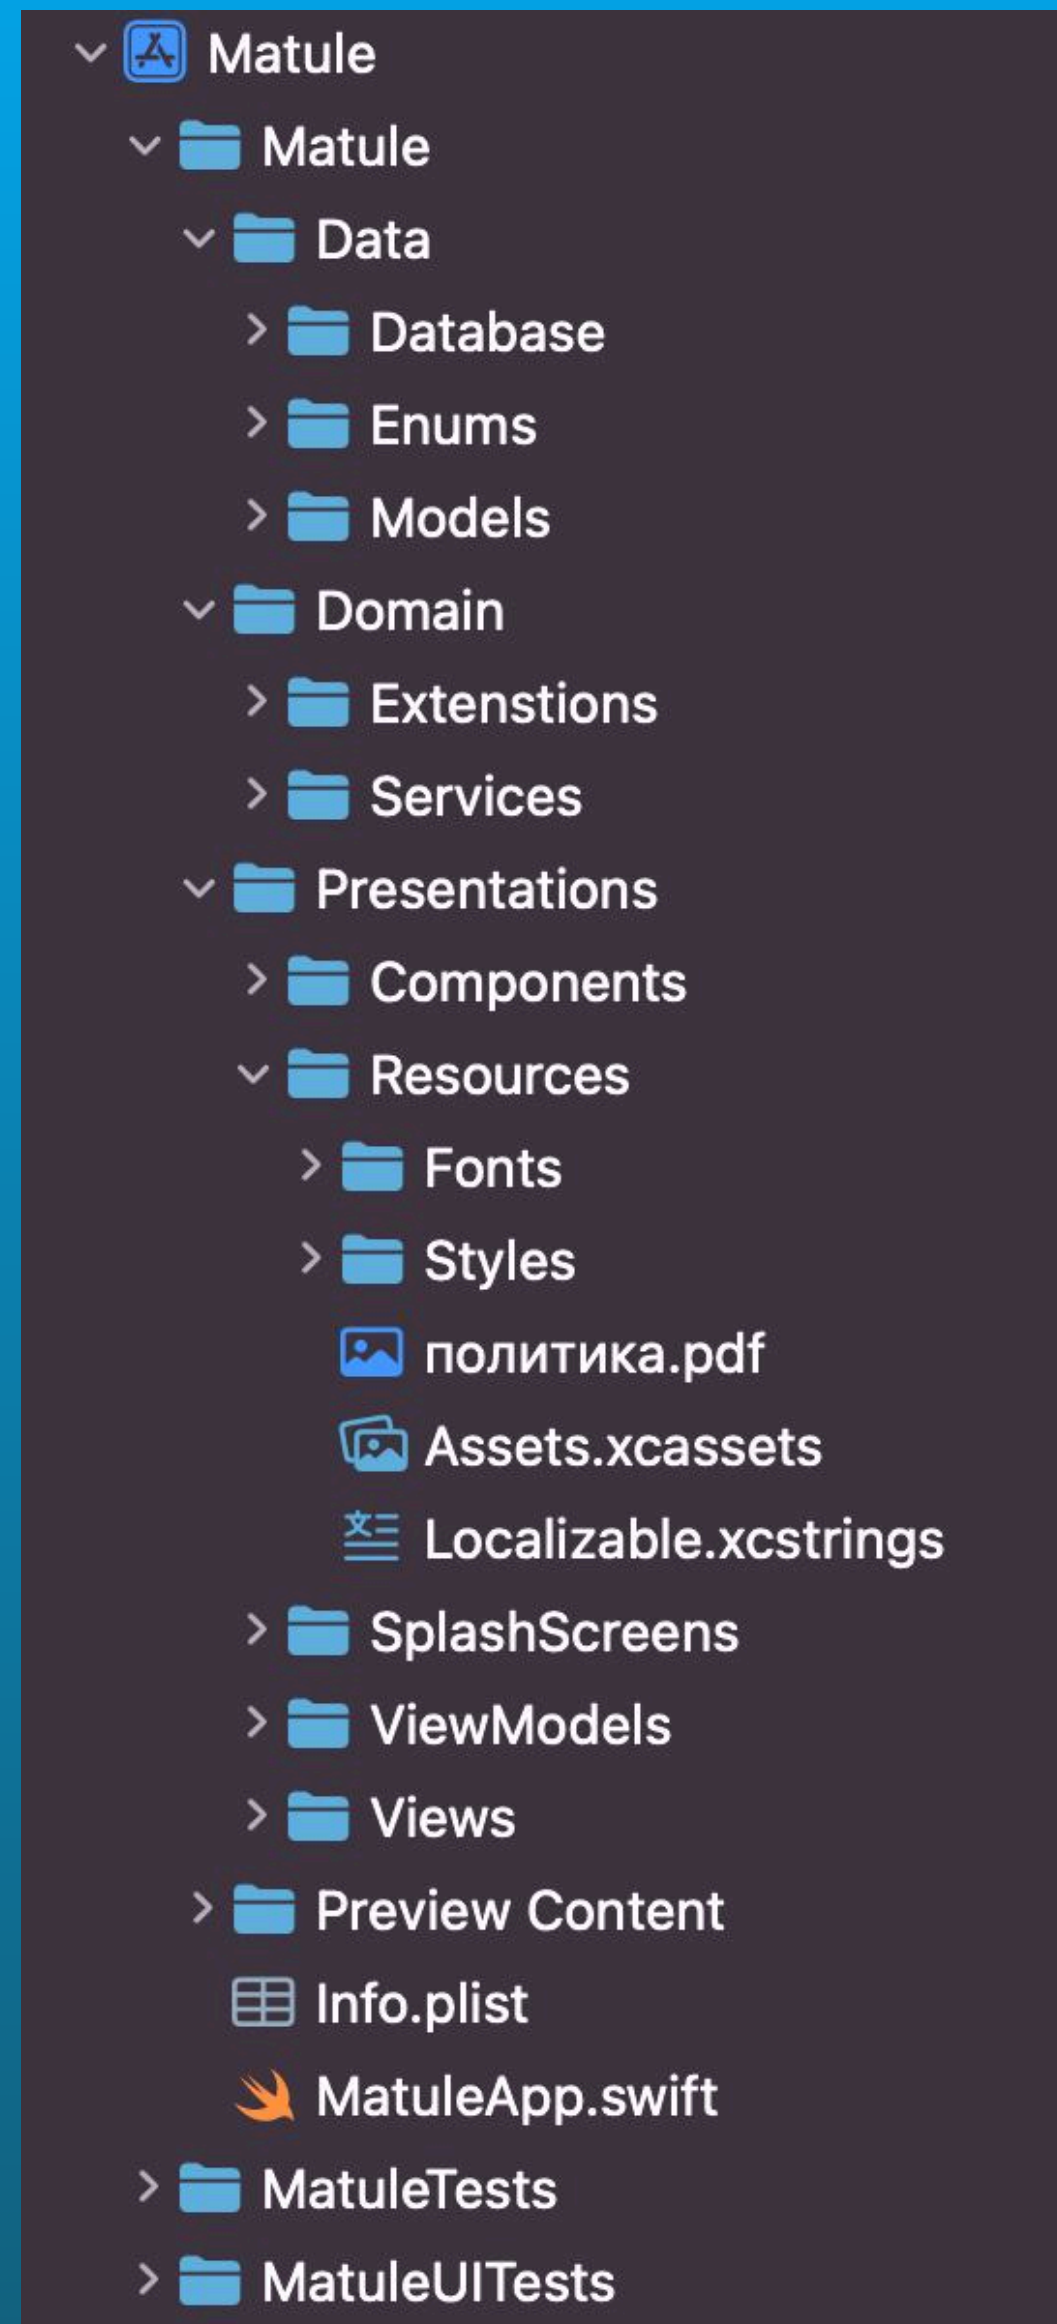 Matule
Matule
Data
Database
Enums
Models
Domain
Extenstions
Services
Presentations
Components
Resources
Fonts
Styles
политика.pdf
Assets.xcassets
Localizable.xcstrings
SplashScreens
ViewModels
Views
Preview Content
Info.plist
MatuleApp.swift
MatuleTests
MatuleUITests